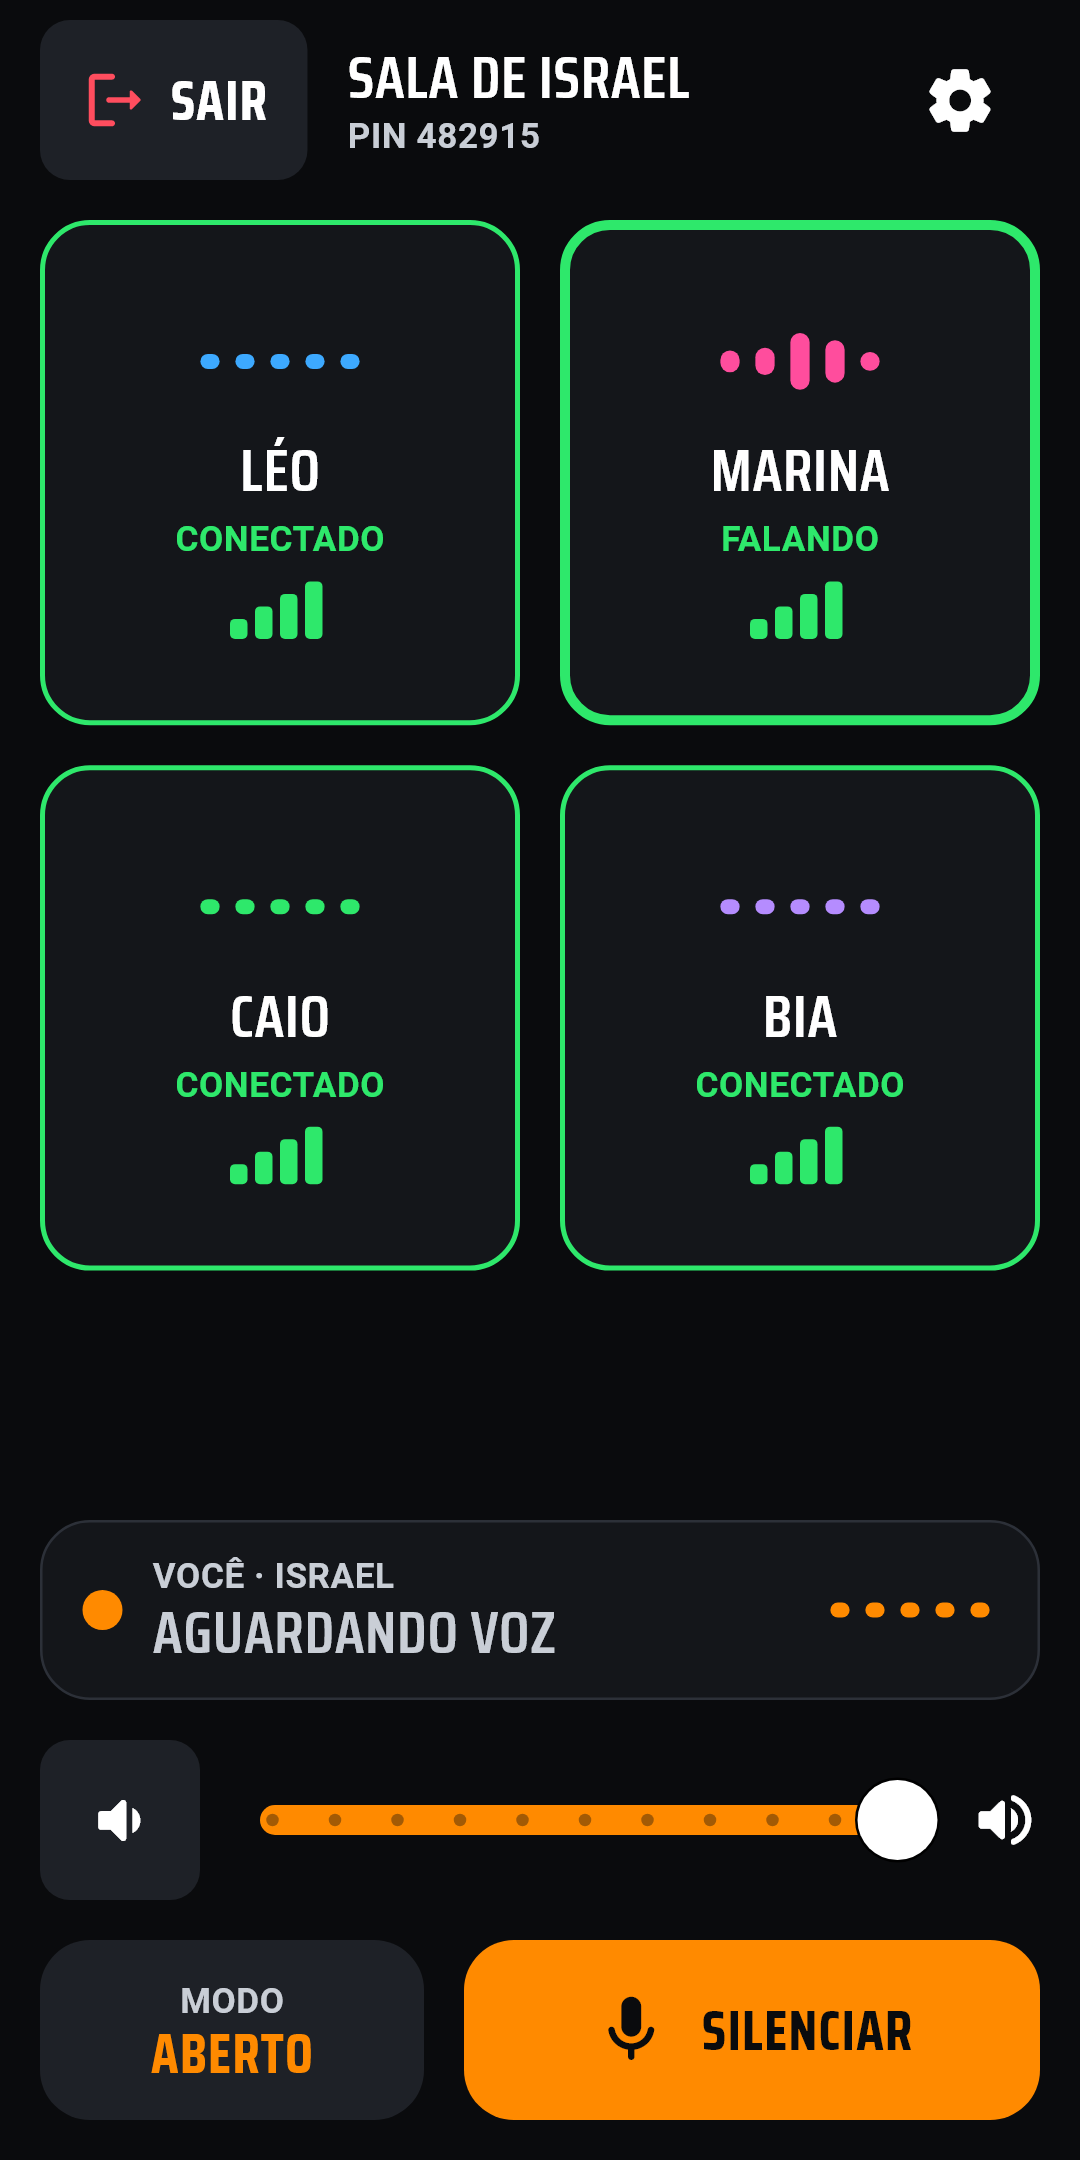 SAIR
SALA DE ISRAEL
PIN 482915
LÉO
CONECTADO
MARINA
FALANDO
CAIO
CONECTADO
BIA
CONECTADO
VOCÊ · ISRAEL
AGUARDANDO VOZ
MODO
ABERTO
SILENCIAR